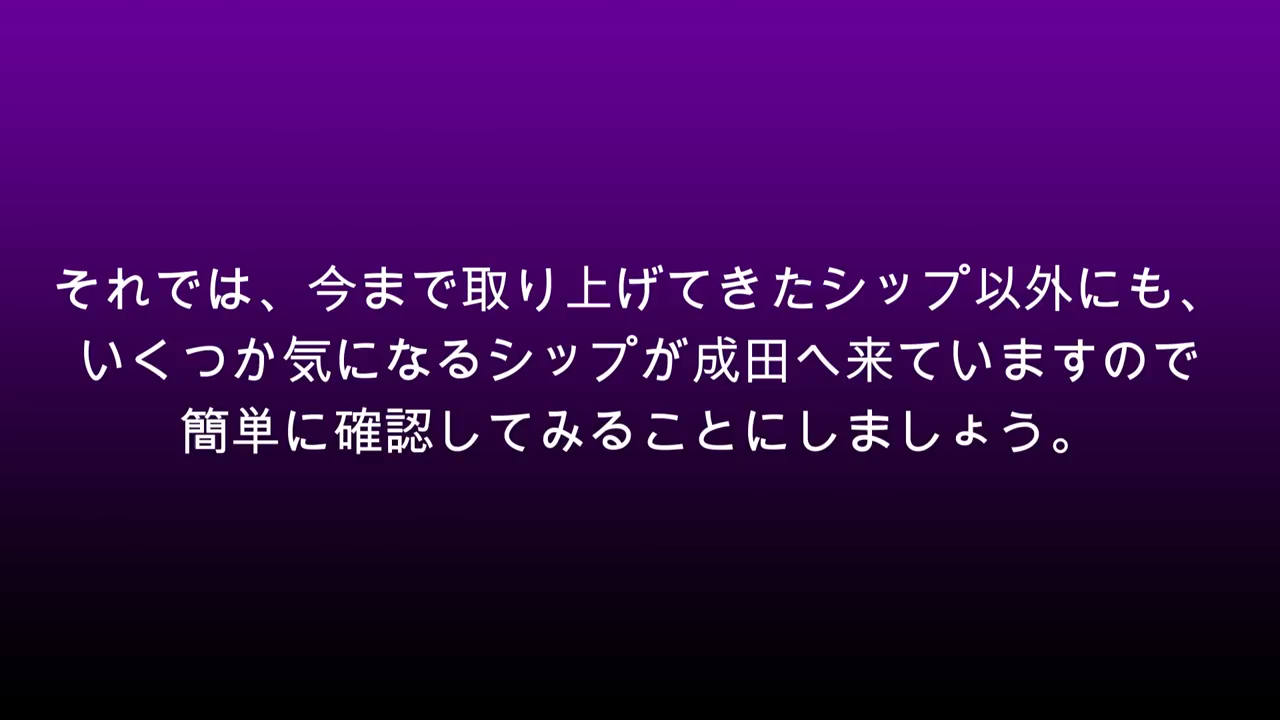 それでは、今まで取り上げてきたシップ以外にも、
いくつか気になるシップが成田へ来ていますので
簡単に確認してみることにしましょう。